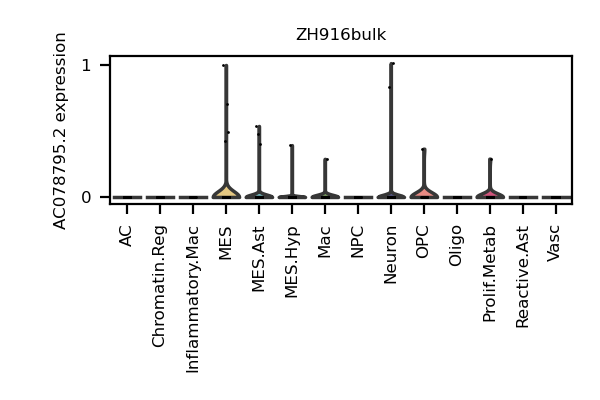 ZH916bulk
AC078795.2 expression
1
0
AC
Chromatin.Reg
Inflammatory.Mac
MES
MES.Ast
MES.Hyp
Mac
NPC
Neuron
OPC
Oligo
Prolif.Metab
Reactive.Ast
Vasc